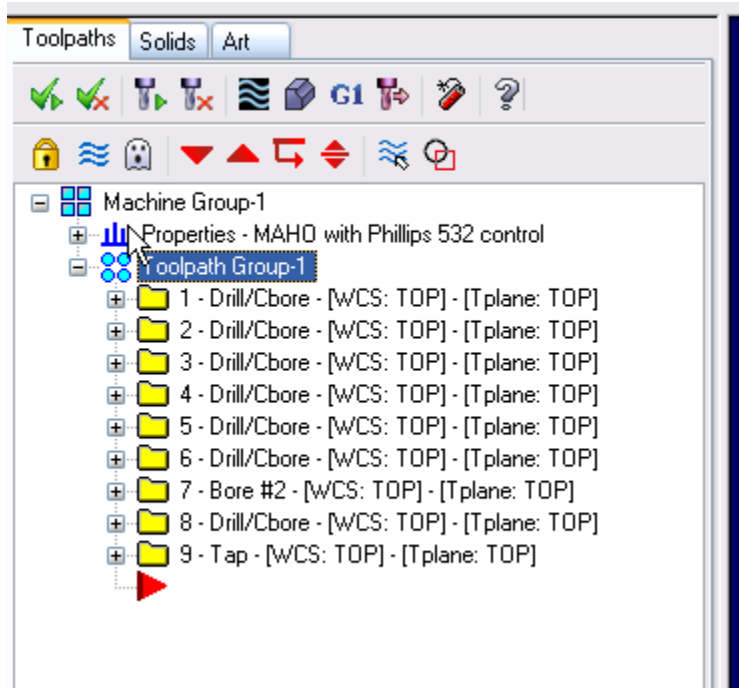 Toolpaths Solids Art
G1
Machine Group-1
Properties - MAHO with Phillips 532 control
Toolpath Group-1
1 - Drill/Cbore - [WCS: TOP] - [Tplane: TOP]
2 - Drill/Cbore - [WCS: TOP] - [Tplane: TOP]
3 - Drill/Cbore - [WCS: TOP] - [Tplane: TOP]
4 - Drill/Cbore - [WCS: TOP] - [Tplane: TOP]
5 - Drill/Cbore - [WCS: TOP] - [Tplane: TOP]
6 - Drill/Cbore - [WCS: TOP] - [Tplane: TOP]
7 - Bore #2 - [WCS: TOP] - [Tplane: TOP]
8 - Drill/Cbore - [WCS: TOP] - [Tplane: TOP]
9 - Tap - [WCS: TOP] - [Tplane: TOP]